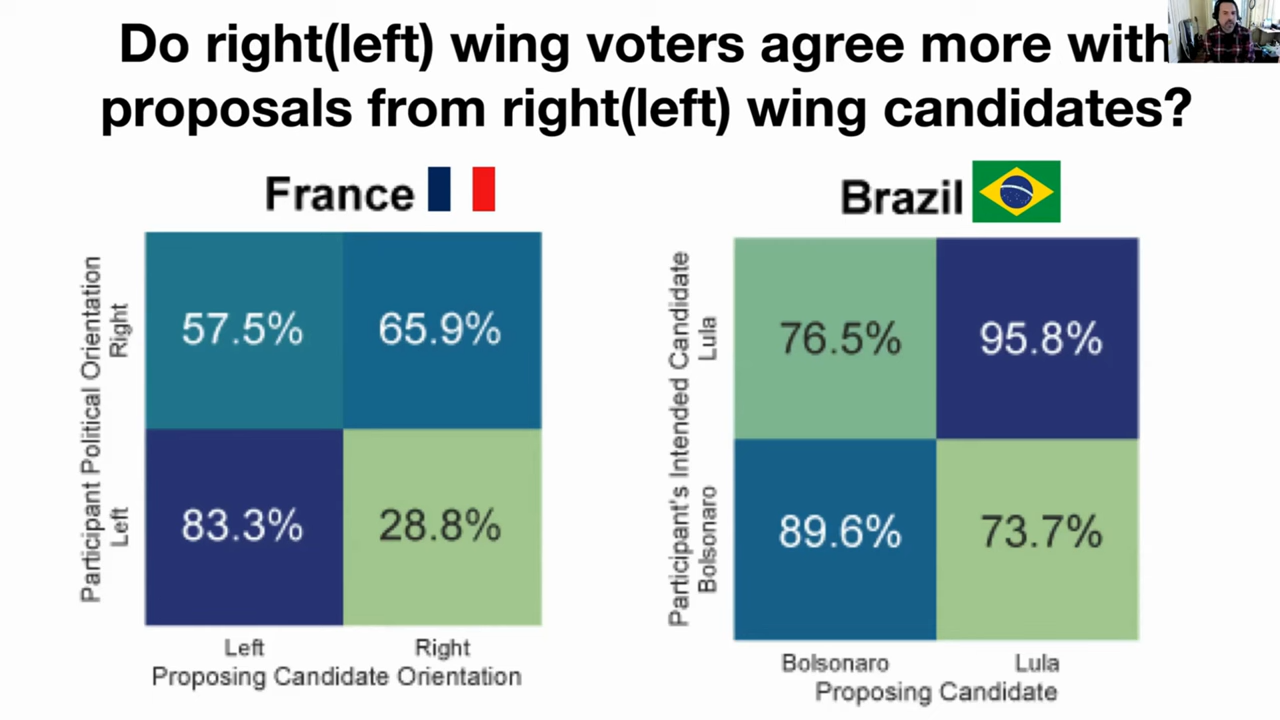 Do right(left) wing voters agree more with
proposals from right(left) wing candidates?
France
Participant Political Orientation
Right
Left
57.5%
65.9%
83.3%
28.8%
Left
Right
Proposing Candidate Orientation
Brazil
Participant's Intended Candidate
Lula
Bolsonaro
76.5%
95.8%
89.6%
73.7%
Bolsonaro
Lula
Proposing Candidate